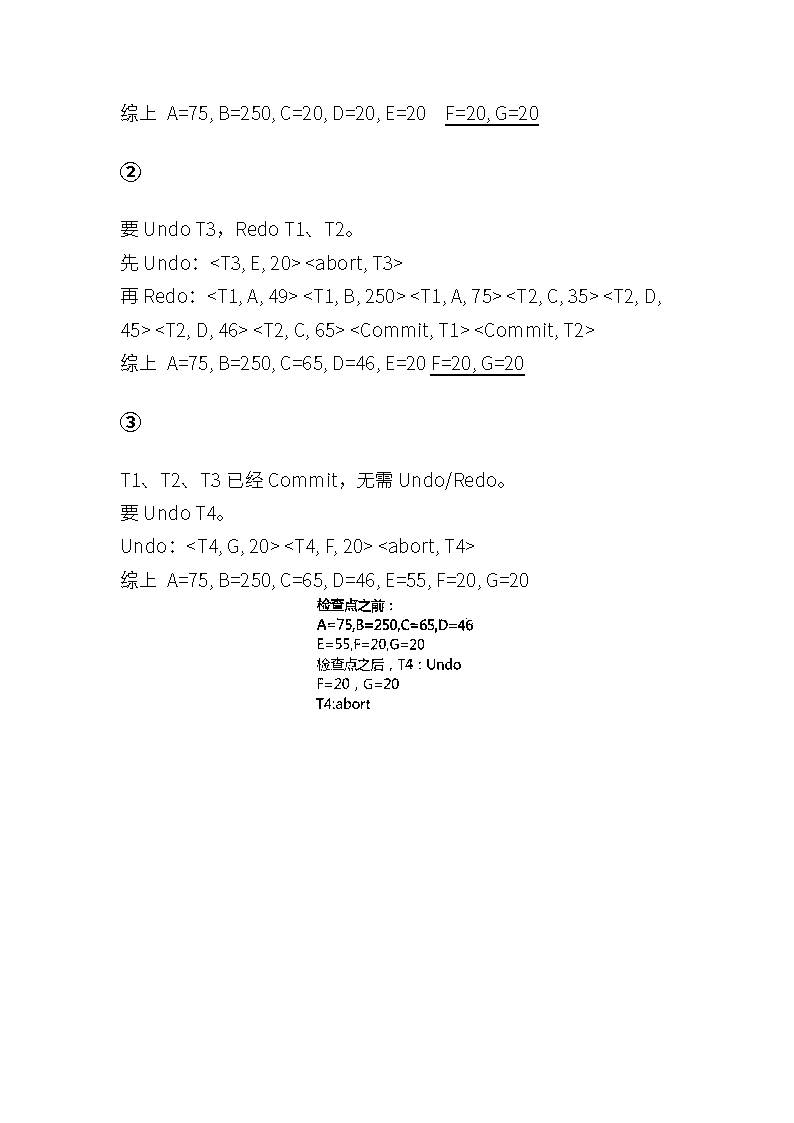 综上 A=75, B=250, C=20, D=20, E=20 F=20, G=20
②
要 Undo T3，Redo T1、T2。
先 Undo：<T3, E, 20> <abort, T3>
再 Redo：<T1, A, 49> <T1, B, 250> <T1, A, 75> <T2, C, 35> <T2, D,
45> <T2, D, 46> <T2, C, 65> <Commit, T1> <Commit, T2>
综上 A=75, B=250, C=65, D=46, E=20 F=20, G=20
③
T1、T2、T3 已经 Commit，无需 Undo/Redo。
要 Undo T4。
Undo：<T4, G, 20> <T4, F, 20> <abort, T4>
综上 A=75, B=250, C=65, D=46, E=55, F=20, G=20
检查点之前：
A=75,B=250,C=65,D=46
E=55,F=20,G=20
检查点之后，T4：Undo
F=20，G=20
T4:abort